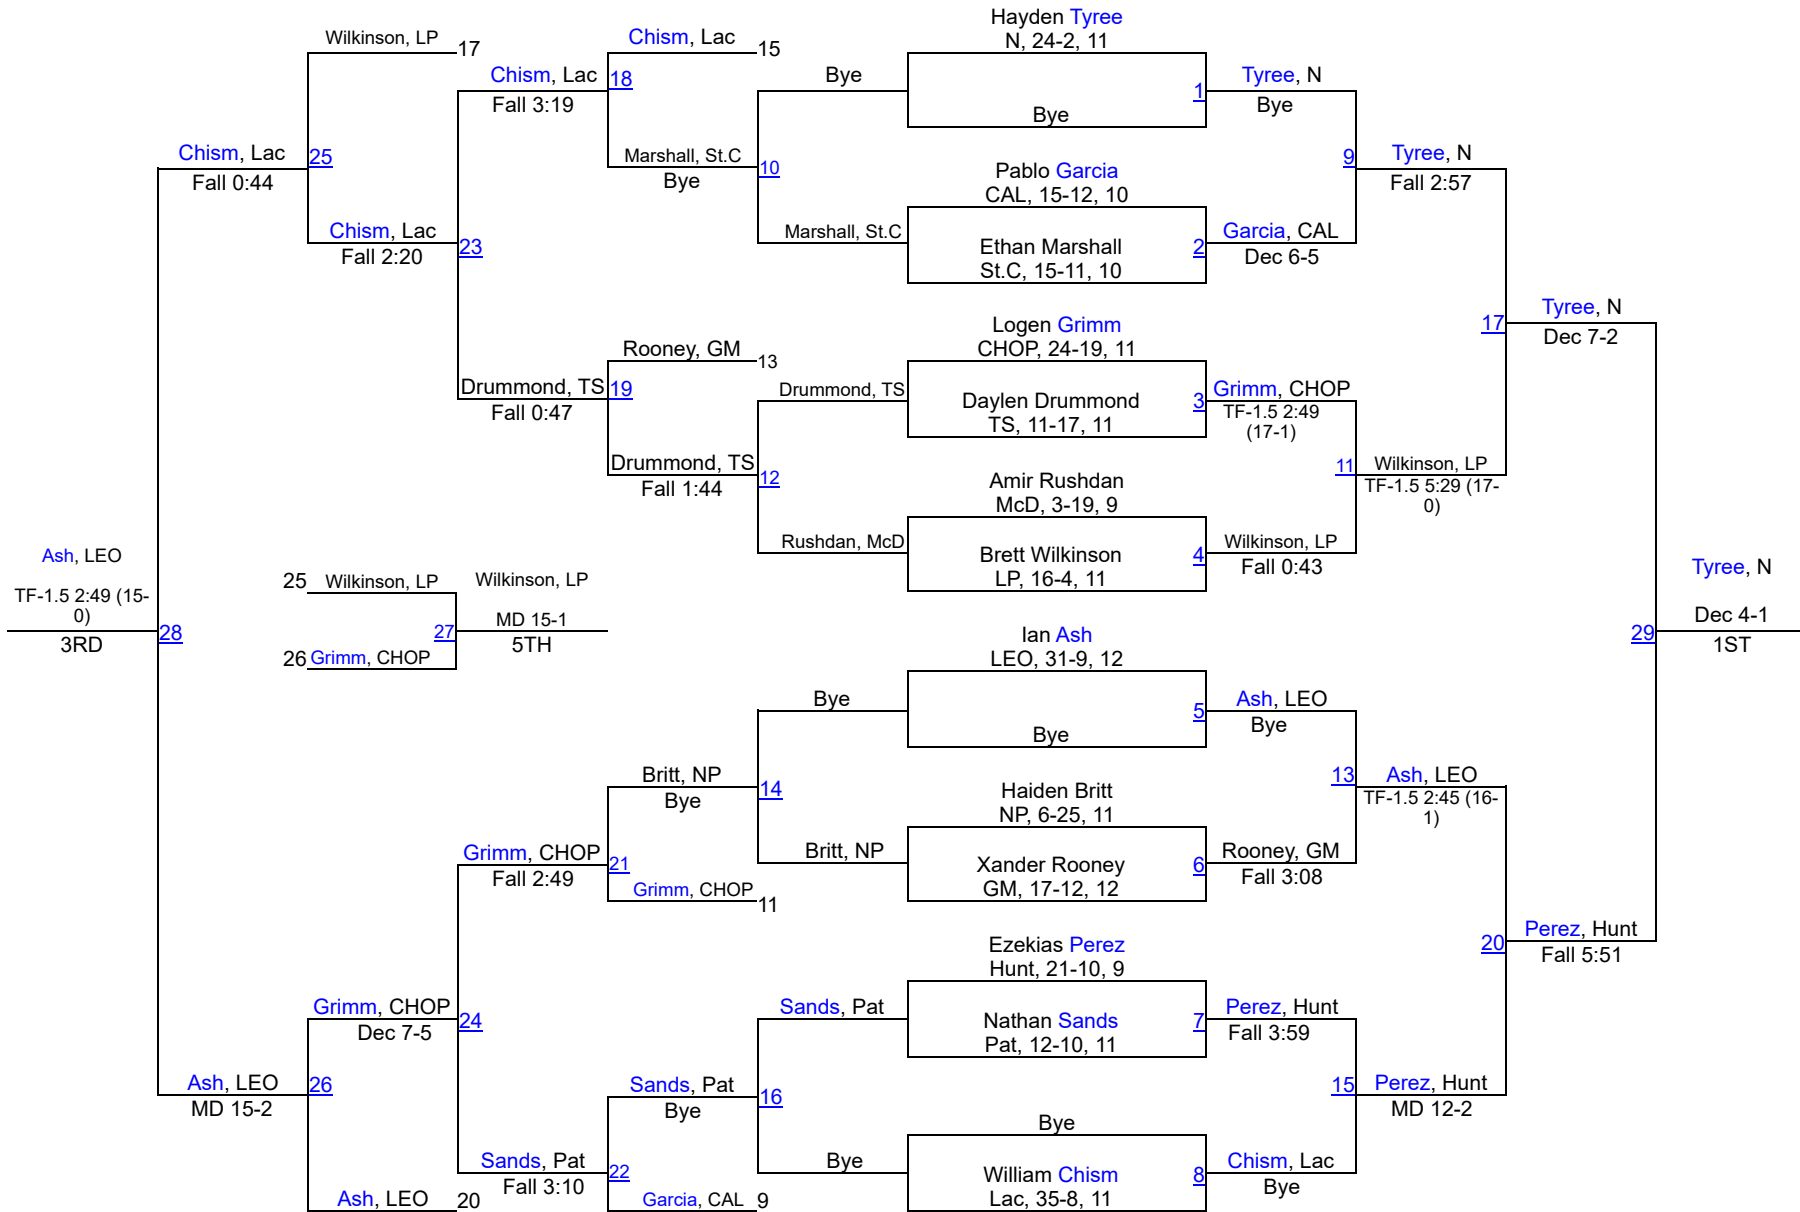 Hayden Tyree
N, 24-2, 11
Bye
1
Pablo Garcia
CAL, 15-12, 10
Ethan Marshall
St.C, 15-11, 10
2
Logen Grimm
CHOP, 24-19, 11
Daylen Drummond
TS, 11-17, 11
3
Amir Rushdan
McD, 3-19, 9
Brett Wilkinson
LP, 16-4, 11
4
Ian Ash
LEO, 31-9, 12
Bye
5
Haiden Britt
NP, 6-25, 11
Xander Rooney
GM, 17-12, 12
6
Ezekias Perez
Hunt, 21-10, 9
Nathan Sands
Pat, 12-10, 11
7
Bye
William Chism
Lac, 35-8, 11
8
Tyree, N
Bye
9
Garcia, CAL
Dec 6-5
Grimm, CHOP
TF-1.5 2:49
(17-1)
11
Wilkinson, LP
Fall 0:43
Ash, LEO
Bye
13
Rooney, GM
Fall 3:08
Perez, Hunt
Fall 3:59
15
Chism, Lac
Bye
Tyree, N
Fall 2:57
17
Wilkinson, LP
TF-1.5 5:29 (17-
0)
Ash, LEO
TF-1.5 2:45 (16-
1)
20
Perez, Hunt
MD 12-2
Tyree, N
Dec 7-2
29
Perez, Hunt
Fall 5:51
Tyree, N
Dec 4-1
1ST
Bye
10
Marshall, St.C
Drummond, TS
12
Rushdan, McD
Bye
14
Britt, NP
Sands, Pat
16
Bye
Chism, Lac
15
18
Marshall, St.C
Bye
Rooney, GM
13
19
Drummond, TS
Fall 1:44
Britt, NP
Bye
21
Grimm, CHOP
11
Sands, Pat
Bye
22
Garcia, CAL
9
Chism, Lac
Fall 3:19
23
Drummond, TS
Fall 0:47
Grimm, CHOP
Fall 2:49
24
Sands, Pat
Fall 3:10
Wilkinson, LP
17
25
Chism, Lac
Fall 2:20
Grimm, CHOP
Dec 7-5
26
Ash, LEO
20
25
Wilkinson, LP
27
26
Grimm, CHOP
Wilkinson, LP
MD 15-1
5TH
Chism, Lac
Fall 0:44
28
Ash, LEO
MD 15-2
Ash, LEO
TF-1.5 2:49 (15-
0)
3RD